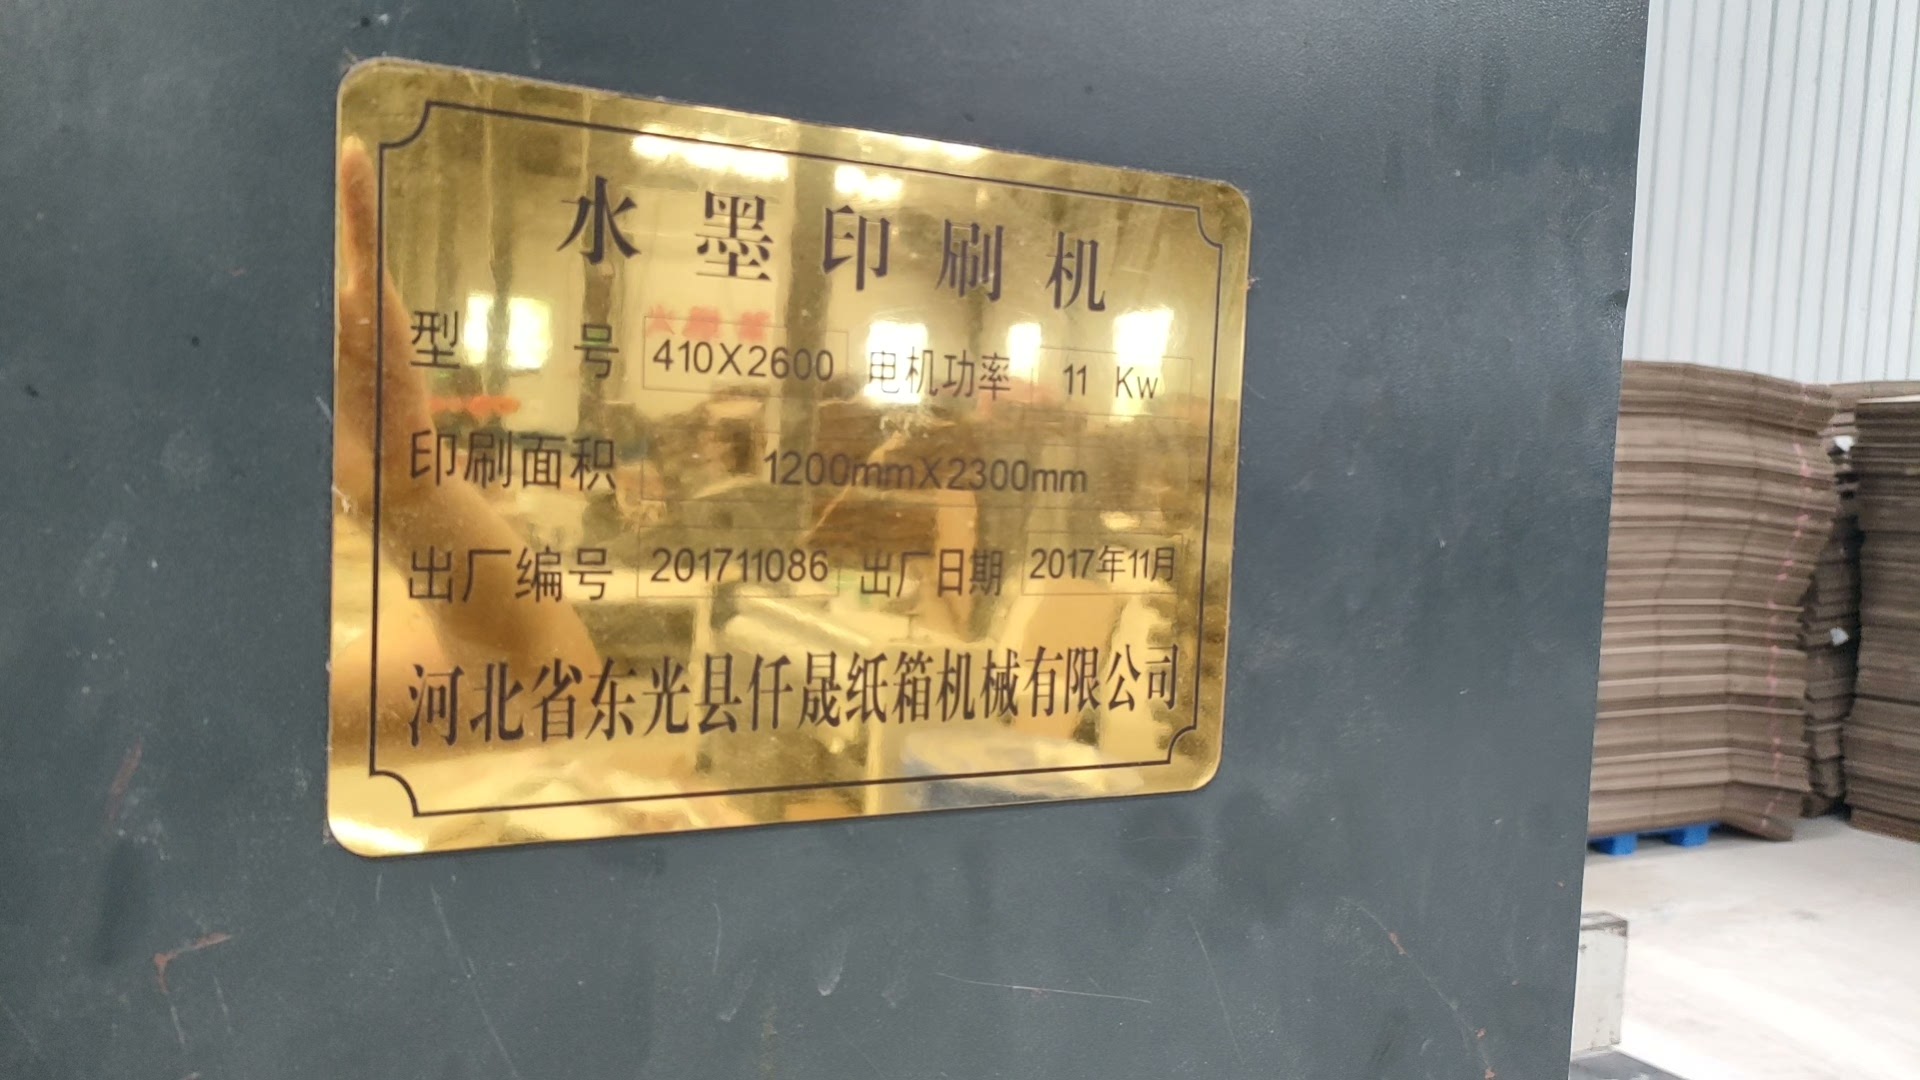 水墨印刷机
型号 410X2600 电机功率 11 Kw
印刷面积 1200mmX2300mm
出厂编号 201711086 出厂日期 2017年11月
河北省东光县仟晟纸箱机械有限公司